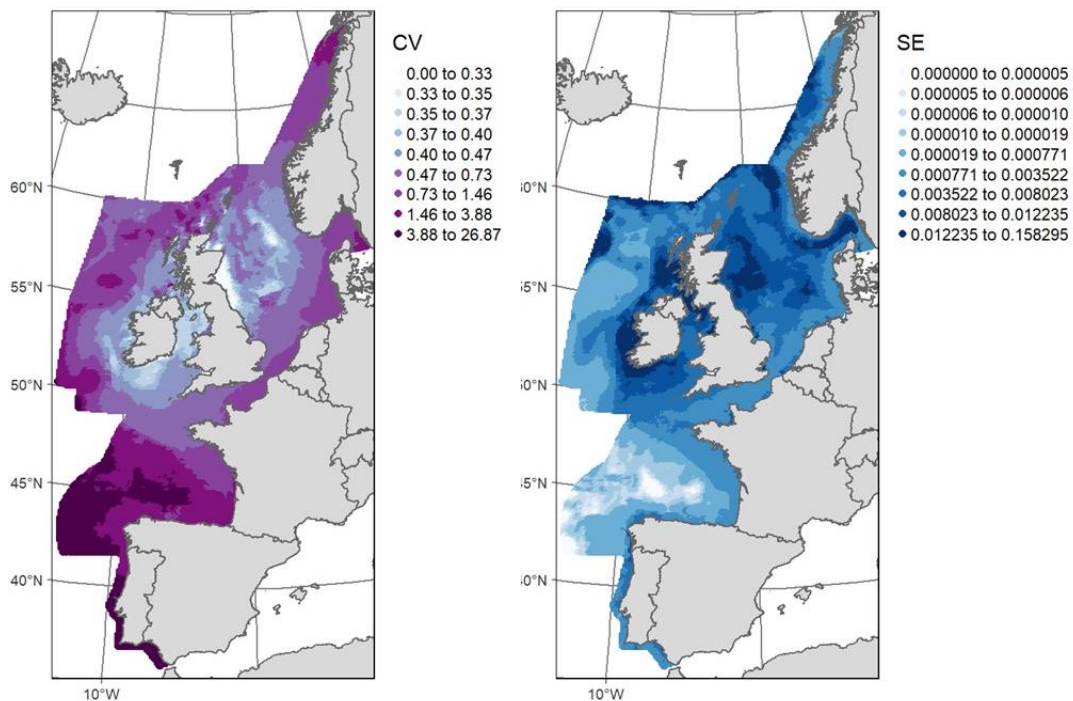 CV
0.00 to 0.33
0.33 to 0.35
0.35 to 0.37
0.37 to 0.40
0.40 to 0.47
0.47 to 0.73
0.73 to 1.46
1.46 to 3.88
3.88 to 26.87
60°N
55°N
50°N
45°N
40°N
10°W
SE
0.000000 to 0.000005
0.000005 to 0.000006
0.000006 to 0.000010
0.000010 to 0.000019
0.000019 to 0.000771
0.000771 to 0.003522
0.003522 to 0.008023
0.008023 to 0.012235
0.012235 to 0.158295
60°N
55°N
50°N
45°N
40°N
10°W